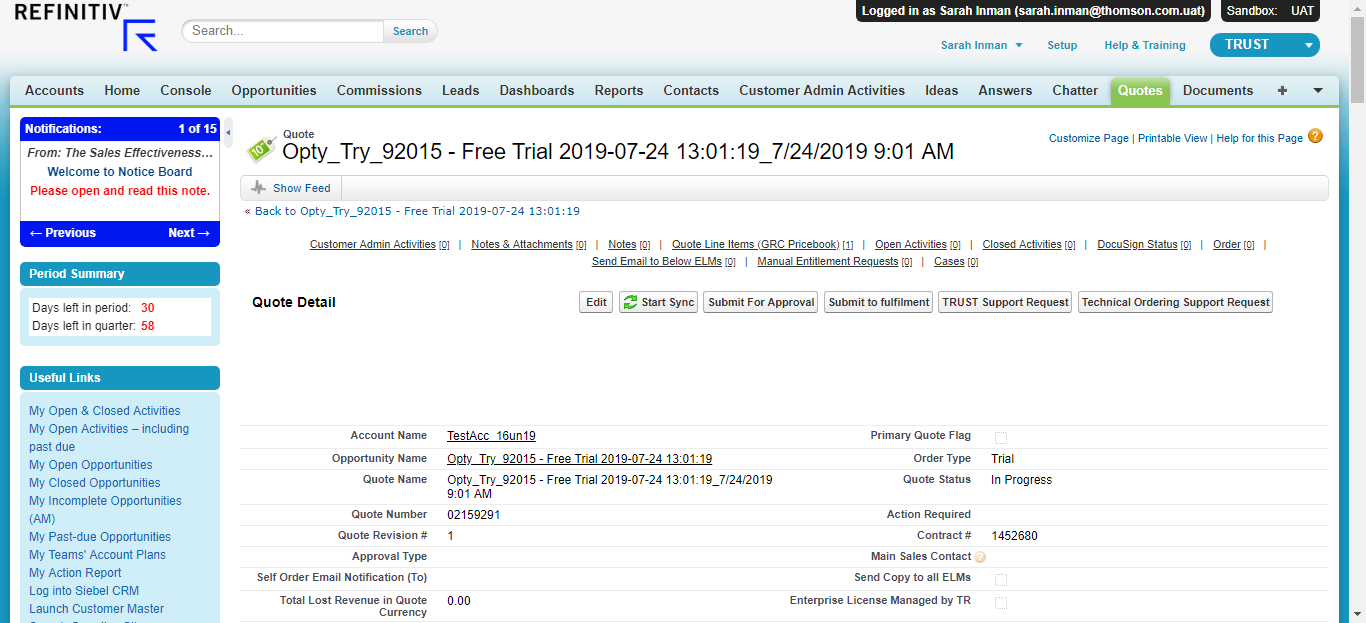 REFINITIV™
Search...
Search
Logged in as Sarah Inman (sarah.inman@thomson.com.uat)
Sandbox: UAT
Sarah Inman
Setup
Help & Training
TRUST
Accounts Home Console Opportunities Commissions Leads Dashboards Reports Contacts Customer Admin Activities Ideas Answers Chatter Quotes Documents +
Notifications: 1 of 15
From: The Sales Effectiveness...
Welcome to Notice Board
Please open and read this note.
← Previous Next →
Period Summary
Days left in period: 30
Days left in quarter: 58
Useful Links
My Open & Closed Activities
My Open Activities – including
past due
My Open Opportunities
My Closed Opportunities
My Incomplete Opportunities
(AM)
My Past-due Opportunities
My Teams' Account Plans
My Action Report
Log into Siebel CRM
Launch Customer Master
Quote
Opty_Try_92015 - Free Trial 2019-07-24 13:01:19_7/24/2019 9:01 AM
Customize Page | Printable View | Help for this Page ?
Show Feed
« Back to Opty_Try_92015 - Free Trial 2019-07-24 13:01:19
Customer Admin Activities [0] | Notes & Attachments [0] | Notes [0] | Quote Line Items (GRC Pricebook) [1] | Open Activities [0] | Closed Activities [0] | DocuSign Status [0] | Order [0] |
Send Email to Below ELMs [0] | Manual Entitlement Requests [0] | Cases [0]
Quote Detail
Edit Start Sync Submit For Approval Submit to fulfilment TRUST Support Request Technical Ordering Support Request
Account Name TestAcc_16un19 Primary Quote Flag
Opportunity Name Opty_Try_92015 - Free Trial 2019-07-24 13:01:19 Order Type Trial
Quote Name Opty_Try_92015 - Free Trial 2019-07-24 13:01:19_7/24/2019 Quote Status In Progress
9:01 AM
Quote Number 02159291 Action Required
Quote Revision # 1 Contract # 1452680
Approval Type Main Sales Contact ?
Self Order Email Notification (To) Send Copy to all ELMs
Total Lost Revenue in Quote 0.00 Enterprise License Managed by TR
Currency